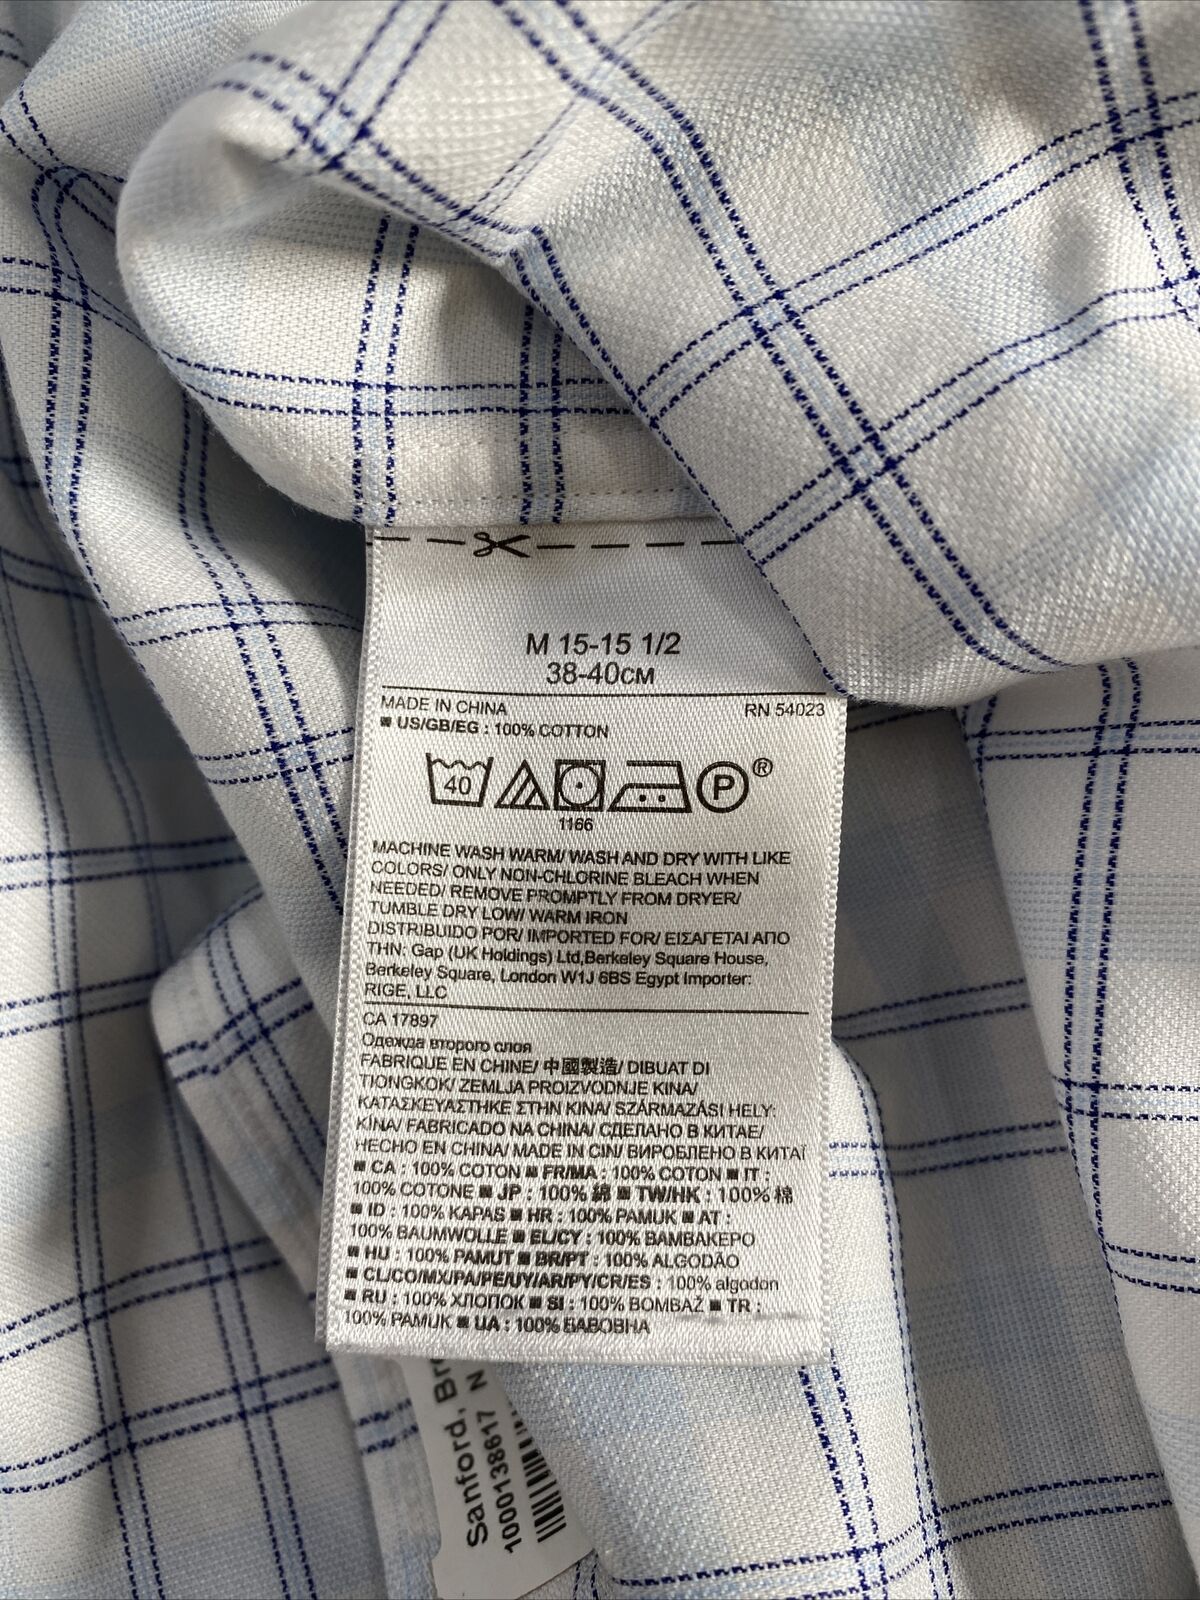 M 15-15 1/2
38-40см
MADE IN CHINA RN 54023
■ US/GB/EG : 100% COTTON
40 P ®
1166
MACHINE WASH WARM/ WASH AND DRY WITH LIKE
COLORS/ ONLY NON-CHLORINE BLEACH WHEN
NEEDED/ REMOVE PROMPTLY FROM DRYER/
TUMBLE DRY LOW/ WARM IRON
DISTRIBUIDO POR/ IMPORTED FOR/ ΕΙΣΑΓΕΤΑΙ ΑΠΟ
THN: Gap (UK Holdings) Ltd,Berkeley Square House,
Berkeley Square, London W1J 6BS Egypt Importer:
RIGE, LLC
CA 17897
Одежда второго слоя
FABRIQUE EN CHINE/ 中國製造/ DIBUAT DI
TIONGKOK/ ZEMLJA PROIZVODNJE KINA/
ΚΑΤΑΣΚΕΥΑΣΤΗΚΕ ΣΤΗΝ ΚΙΝΑ/ SZÁRMAZÁSI HELY:
KÍNA/ FABRICADO NA CHINA/ СДЕЛАНО В КИТАЕ/
HECHO EN CHINA/ MADE IN CIN/ ВИРОБЛЕНО В КИТАЇ
■ CA : 100% COTON ■ FR/MA : 100% COTON ■ IT :
100% COTONE ■ JP : 100% 綿 ■ TW/HK : 100% 棉
■ ID : 100% KAPAS ■ HR : 100% PAMUK ■ AT :
100% BAUMWOLLE ■ EL/CY : 100% ΒΑΜΒΑΚΕΡΟ
■ HU : 100% PAMUT ■ BR/PT : 100% ALGODÃO
■ CL/CO/MX/PA/PE/UY/AR/PY/CR/ES : 100% algodon
■ RU : 100% ХЛОПОК ■ SI : 100% BOMBAŽ ■ TR :
100% PAMUK ■ UA : 100% БАВОВНА
Sanford, Br
1000138617 N